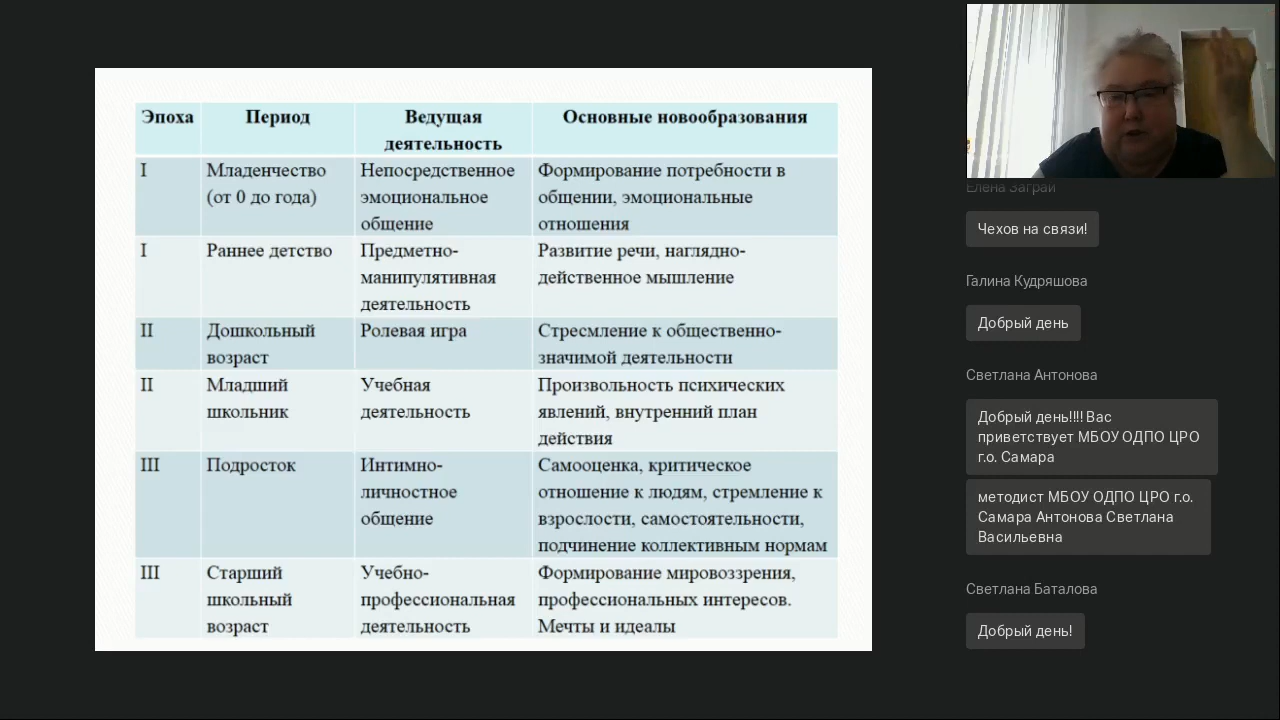 Эпоха
Период
Ведущая
деятельность
Основные новообразования
I
Младенчество
(от 0 до года)
Непосредственное
эмоциональное
общение
Формирование потребности в
общении, эмоциональные
отношения
I
Раннее детство
Предметно-
манипулятивная
деятельность
Развитие речи, наглядно-
действенное мышление
II
Дошкольный
возраст
Ролевая игра
Стресмление к общественно-
значимой деятельности
II
Младший
школьник
Учебная
деятельность
Произвольность психических
явлений, внутренний план
действия
III
Подросток
Интимно-
личностное
общение
Самооценка, критическое
отношение к людям, стремление к
взрослости, самостоятельности,
подчинение коллективным нормам
III
Старший
школьный
возраст
Учебно-
профессиональная
деятельность
Формирование мировоззрения,
профессиональных интересов.
Мечты и идеалы
Елена Заграй
Чехов на связи!
Галина Кудряшова
Добрый день
Светлана Антонова
Добрый день!!!! Вас
приветствует МБОУ ОДПО ЦРО
г.о. Самара
методист МБОУ ОДПО ЦРО г.о.
Самара Антонова Светлана
Васильевна
Светлана Баталова
Добрый день!